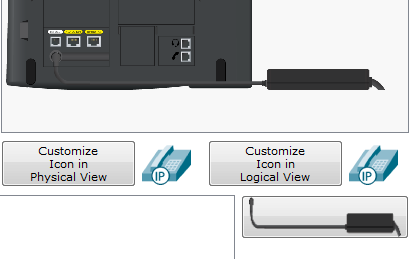 Customize
Icon in
Physical View
IP
Customize
Icon in
Logical View
IP